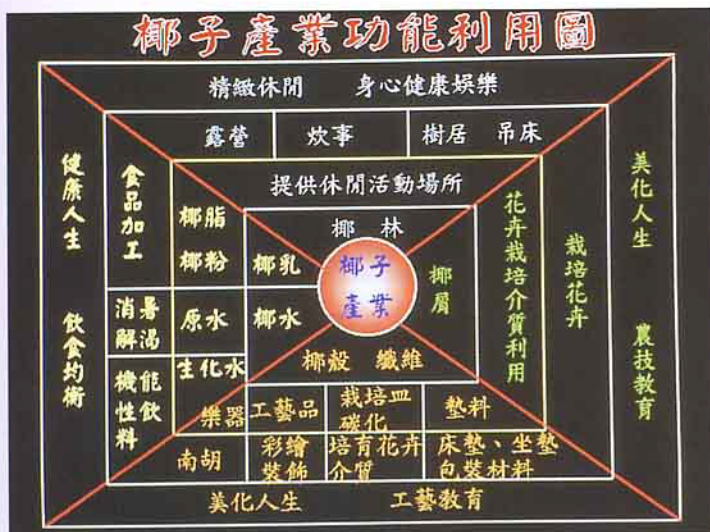 椰子產業功能利用圖
精緻休閒 身心健康娛樂
露營 炊事 樹居 吊床
提供休閒活動場所
椰林
椰子
產業
健康人生
飲食均衡
食品加工
消暑
解渴
機能
性飲
料
椰脂
椰粉
原水
生化水
椰乳
椰水
椰屑
花卉栽培介質利用
栽培花卉
美化人生
農技教育
椰殼 纖維
樂器 工藝品 栽培皿
碳化
墊料
南胡 彩繪
裝飾
培育花卉
介質
床墊、坐墊
包裝材料
美化人生 工藝教育